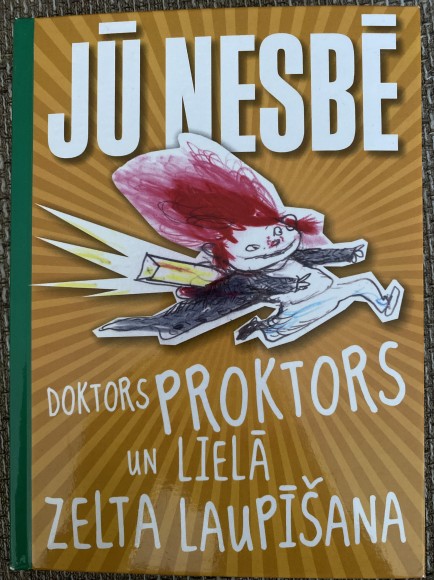 JŪ NESBĒ
DOKTORS PROKTORS
UN LIELĀ
ZELTA LAUPĪŠANA